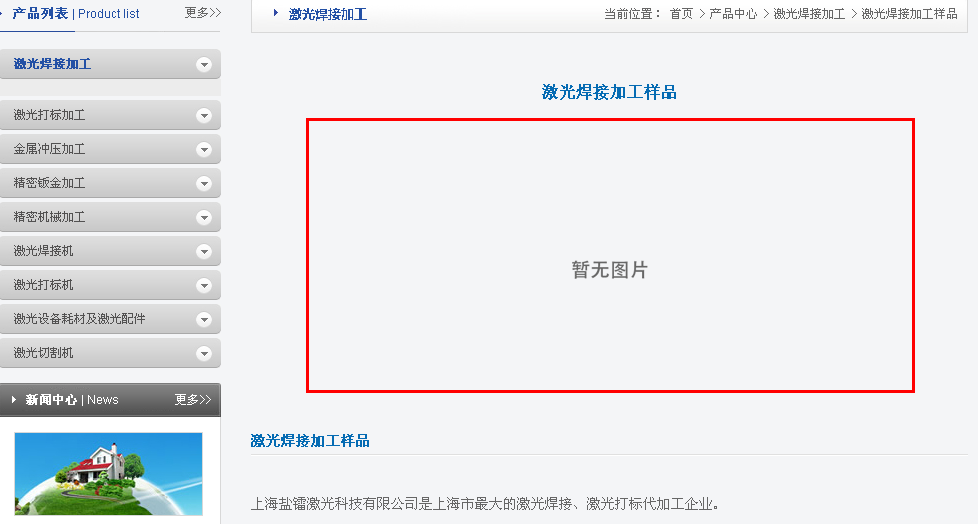 产品列表 | Product list 更多>>
激光焊接加工
激光打标加工
金属冲压加工
精密钣金加工
精密机械加工
激光焊接机
激光打标机
激光设备耗材及激光配件
激光切割机
新闻中心 | News 更多>>
激光焊接加工 当前位置： 首页 > 产品中心 > 激光焊接加工 > 激光焊接加工样品
激光焊接加工样品
暂无图片
激光焊接加工样品
上海盐镭激光科技有限公司是上海市最大的激光焊接、激光打标代加工企业。